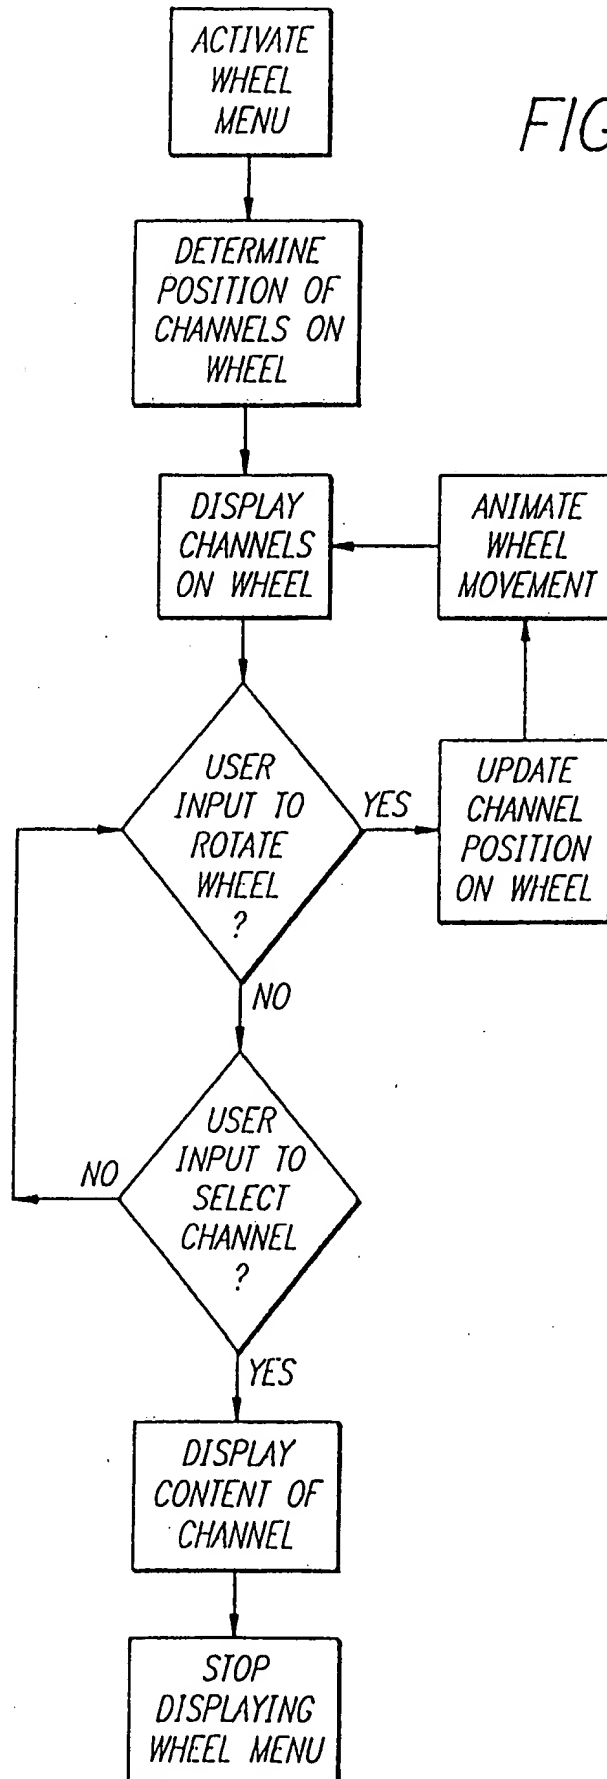 ACTIVATE
WHEEL
MENU
FIG
DETERMINE
POSITION OF
CHANNELS ON
WHEEL
DISPLAY
CHANNELS
ON WHEEL
ANIMATE
WHEEL
MOVEMENT
USER
INPUT TO
ROTATE
WHEEL
?
YES
UPDATE
CHANNEL
POSITION
ON WHEEL
NO
USER
INPUT TO
SELECT
CHANNEL
?
NO
YES
DISPLAY
CONTENT OF
CHANNEL
STOP
DISPLAYING
WHEEL MENU